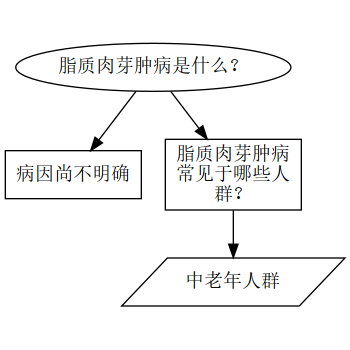 脂质肉芽肿病是什么？
病因尚不明确
脂质肉芽肿病
常见于哪些人
群？
中老年人群